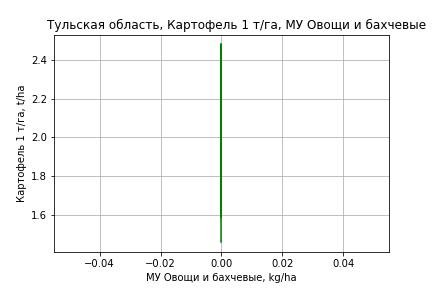 Тульская область, Картофель 1 т/га, МУ Овощи и бахчевые
Картофель 1 т/га, t/ha
2.4
2.2
2.0
1.8
1.6
−0.04 −0.02 0.00 0.02 0.04
МУ Овощи и бахчевые, kg/ha